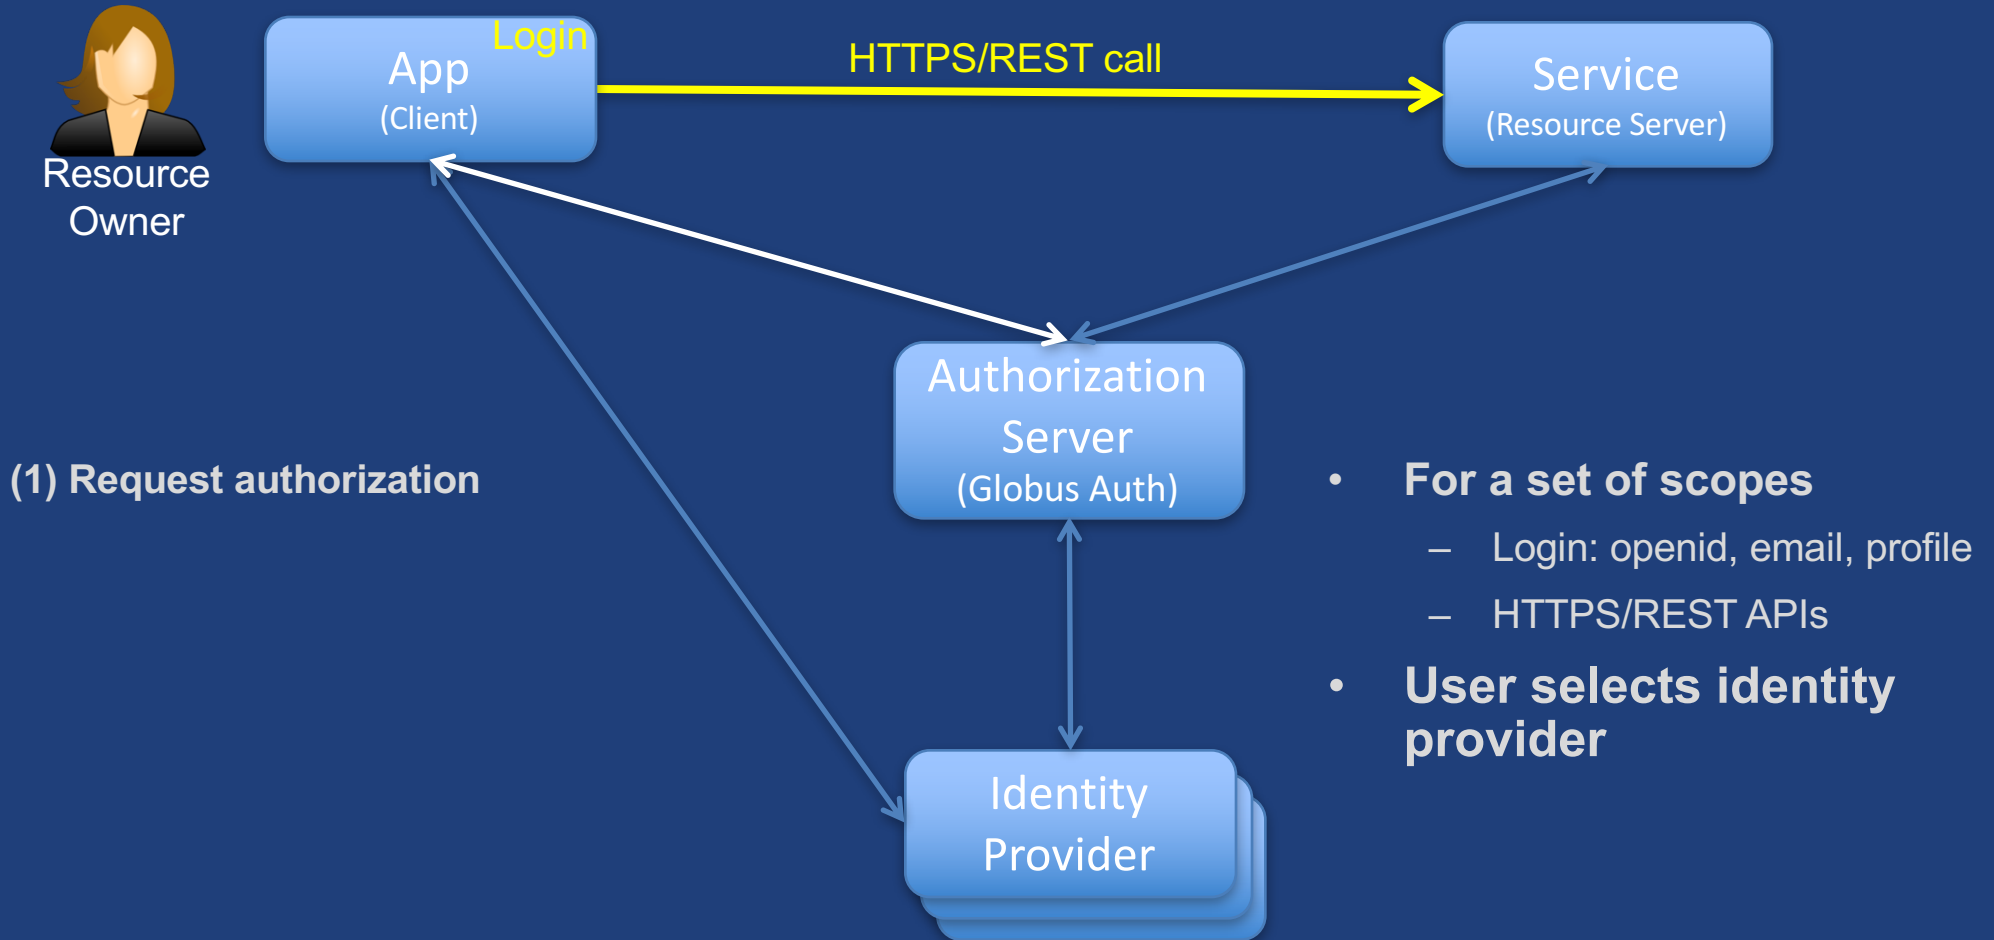 Login
App
(Client)
HTTPS/REST call
Service
(Resource Server)
Resource
Owner
Authorization
Server
(Globus Auth)
(1) Request authorization
• For a set of scopes
– Login: openid, email, profile
– HTTPS/REST APIs
• User selects identity
provider
Identity
Provider